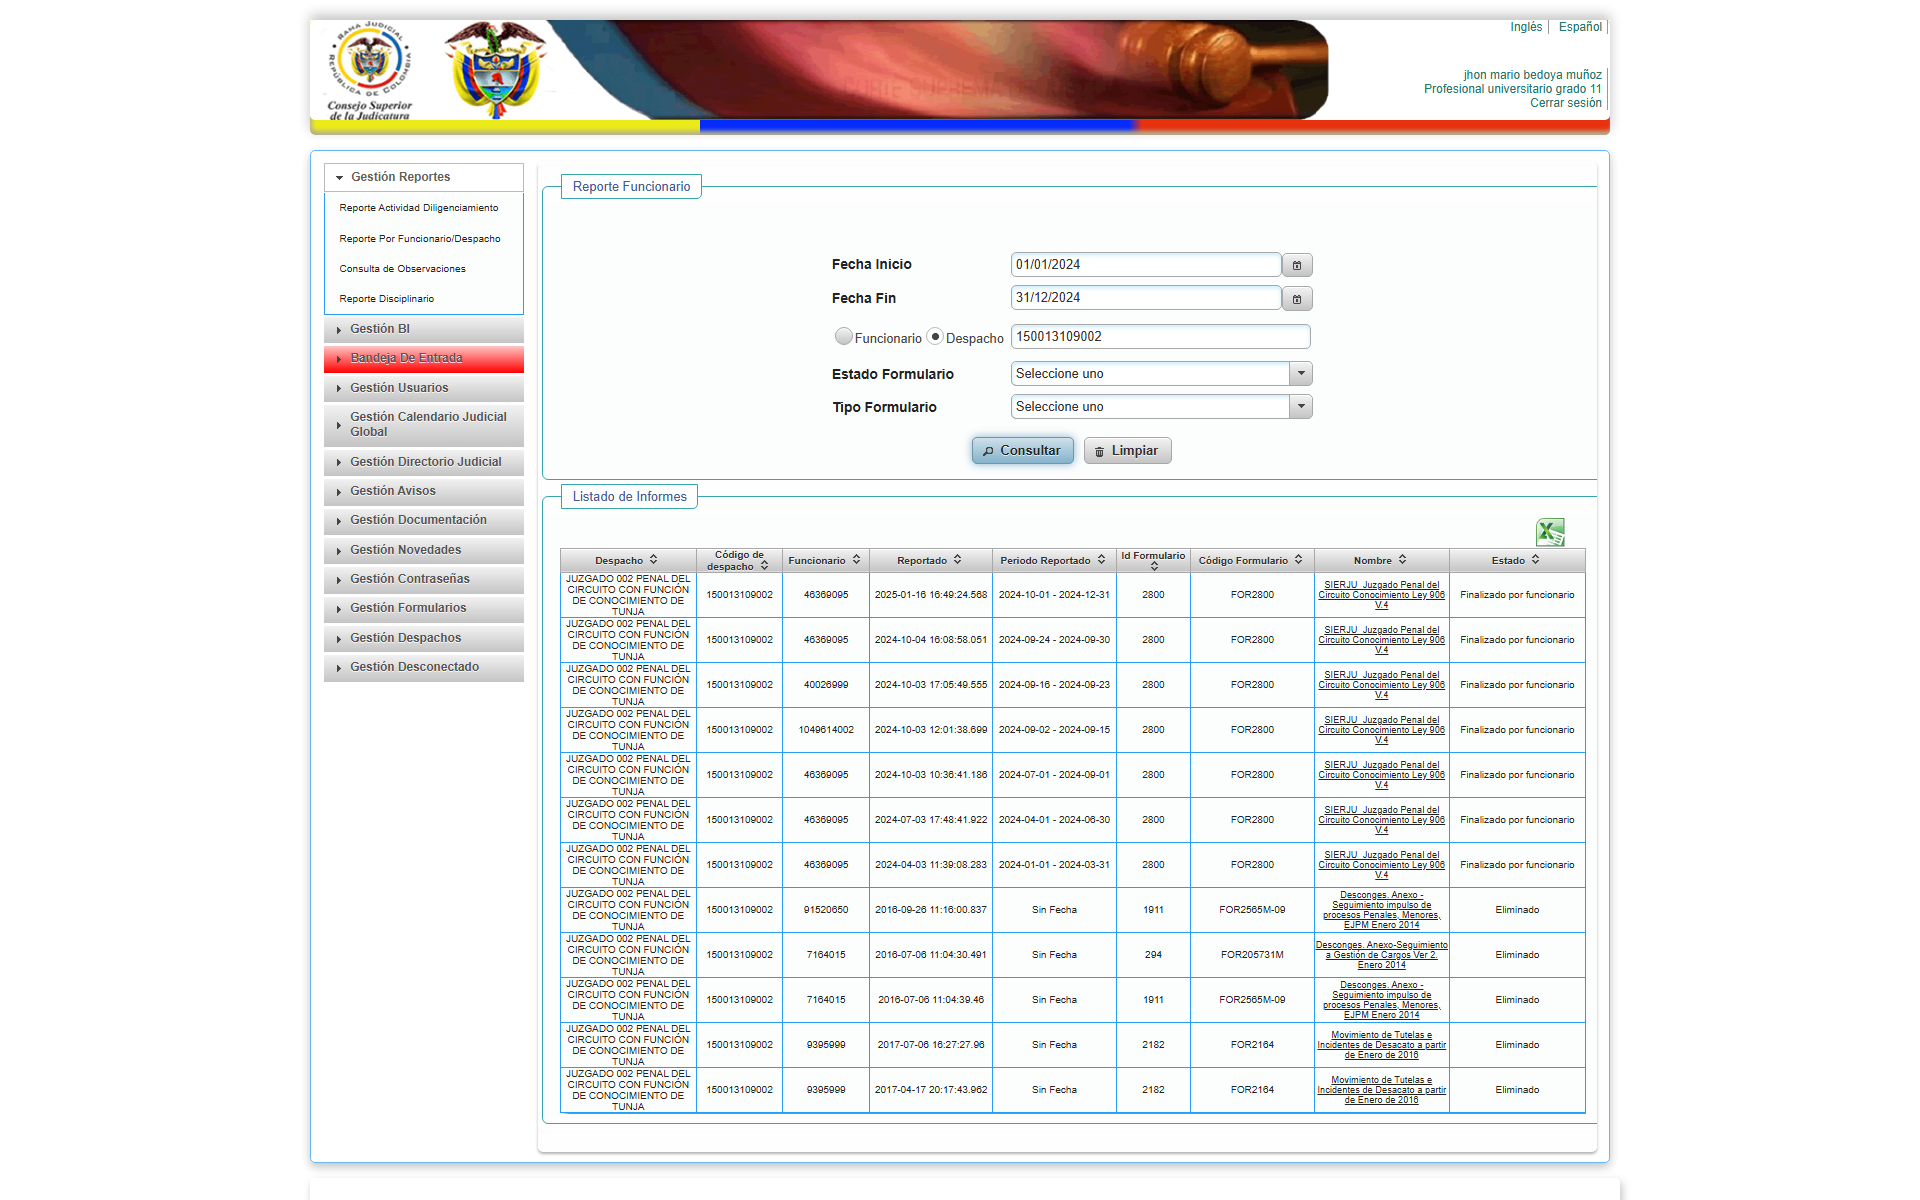 RAMA JUDICIAL
REPÚBLICA DE COLOMBIA
Consejo Superior
de la Judicatura
Inglés
Español
jhon mario bedoya muñoz
Profesional universitario grado 11
Cerrar sesión
Gestión Reportes
Reporte Actividad Diligenciamiento
Reporte Por Funcionario/Despacho
Consulta de Observaciones
Reporte Disciplinario
Gestión BI
Bandeja De Entrada
Gestión Usuarios
Gestión Calendario Judicial
Global
Gestión Directorio Judicial
Gestión Avisos
Gestión Documentación
Gestión Novedades
Gestión Contraseñas
Gestión Formularios
Gestión Despachos
Gestión Desconectado
Reporte Funcionario
Fecha Inicio 01/01/2024
Fecha Fin 31/12/2024
Funcionario Despacho 150013109002
Estado Formulario Seleccione uno
Tipo Formulario Seleccione uno
Consultar Limpiar
Listado de Informes
Despacho Código de despacho Funcionario Reportado Periodo Reportado Id Formulario Código Formulario Nombre Estado
JUZGADO 002 PENAL DEL CIRCUITO CON FUNCIÓN DE CONOCIMIENTO DE TUNJA 150013109002 46369095 2025-01-16 16:49:24.568 2024-10-01 - 2024-12-31 2800 FOR2800 SIERJU_Juzgado Penal del Circuito Conocimiento Ley 906 V.4 Finalizado por funcionario
JUZGADO 002 PENAL DEL CIRCUITO CON FUNCIÓN DE CONOCIMIENTO DE TUNJA 150013109002 46369095 2024-10-04 16:08:58.051 2024-09-24 - 2024-09-30 2800 FOR2800 SIERJU_Juzgado Penal del Circuito Conocimiento Ley 906 V.4 Finalizado por funcionario
JUZGADO 002 PENAL DEL CIRCUITO CON FUNCIÓN DE CONOCIMIENTO DE TUNJA 150013109002 40026999 2024-10-03 17:05:49.555 2024-09-16 - 2024-09-23 2800 FOR2800 SIERJU_Juzgado Penal del Circuito Conocimiento Ley 906 V.4 Finalizado por funcionario
JUZGADO 002 PENAL DEL CIRCUITO CON FUNCIÓN DE CONOCIMIENTO DE TUNJA 150013109002 1049614002 2024-10-03 12:01:38.699 2024-09-02 - 2024-09-15 2800 FOR2800 SIERJU_Juzgado Penal del Circuito Conocimiento Ley 906 V.4 Finalizado por funcionario
JUZGADO 002 PENAL DEL CIRCUITO CON FUNCIÓN DE CONOCIMIENTO DE TUNJA 150013109002 46369095 2024-10-03 10:36:41.186 2024-07-01 - 2024-09-01 2800 FOR2800 SIERJU_Juzgado Penal del Circuito Conocimiento Ley 906 V.4 Finalizado por funcionario
JUZGADO 002 PENAL DEL CIRCUITO CON FUNCIÓN DE CONOCIMIENTO DE TUNJA 150013109002 46369095 2024-07-03 17:48:41.922 2024-04-01 - 2024-06-30 2800 FOR2800 SIERJU_Juzgado Penal del Circuito Conocimiento Ley 906 V.4 Finalizado por funcionario
JUZGADO 002 PENAL DEL CIRCUITO CON FUNCIÓN DE CONOCIMIENTO DE TUNJA 150013109002 46369095 2024-04-03 11:39:08.283 2024-01-01 - 2024-03-31 2800 FOR2800 SIERJU_Juzgado Penal del Circuito Conocimiento Ley 906 V.4 Finalizado por funcionario
JUZGADO 002 PENAL DEL CIRCUITO CON FUNCIÓN DE CONOCIMIENTO DE TUNJA 150013109002 91520650 2016-09-26 11:16:00.837 Sin Fecha 1911 FOR2565M-09 Desconges. Anexo - Seguimiento impulso de procesos Penales, Menores, EJPM Enero 2014 Eliminado
JUZGADO 002 PENAL DEL CIRCUITO CON FUNCIÓN DE CONOCIMIENTO DE TUNJA 150013109002 7164015 2016-07-06 11:04:30.491 Sin Fecha 294 FOR205731M Desconges. Anexo-Seguimiento a Gestión de Cargos Ver 2. Enero 2014 Eliminado
JUZGADO 002 PENAL DEL CIRCUITO CON FUNCIÓN DE CONOCIMIENTO DE TUNJA 150013109002 7164015 2016-07-06 11:04:39.46 Sin Fecha 1911 FOR2565M-09 Desconges. Anexo - Seguimiento impulso de procesos Penales, Menores, EJPM Enero 2014 Eliminado
JUZGADO 002 PENAL DEL CIRCUITO CON FUNCIÓN DE CONOCIMIENTO DE TUNJA 150013109002 9395999 2017-07-06 16:27:27.96 Sin Fecha 2182 FOR2164 Movimiento de Tutelas e Incidentes de Desacato a partir de Enero de 2016 Eliminado
JUZGADO 002 PENAL DEL CIRCUITO CON FUNCIÓN DE CONOCIMIENTO DE TUNJA 150013109002 9395999 2017-04-17 20:17:43.962 Sin Fecha 2182 FOR2164 Movimiento de Tutelas e Incidentes de Desacato a partir de Enero de 2016 Eliminado